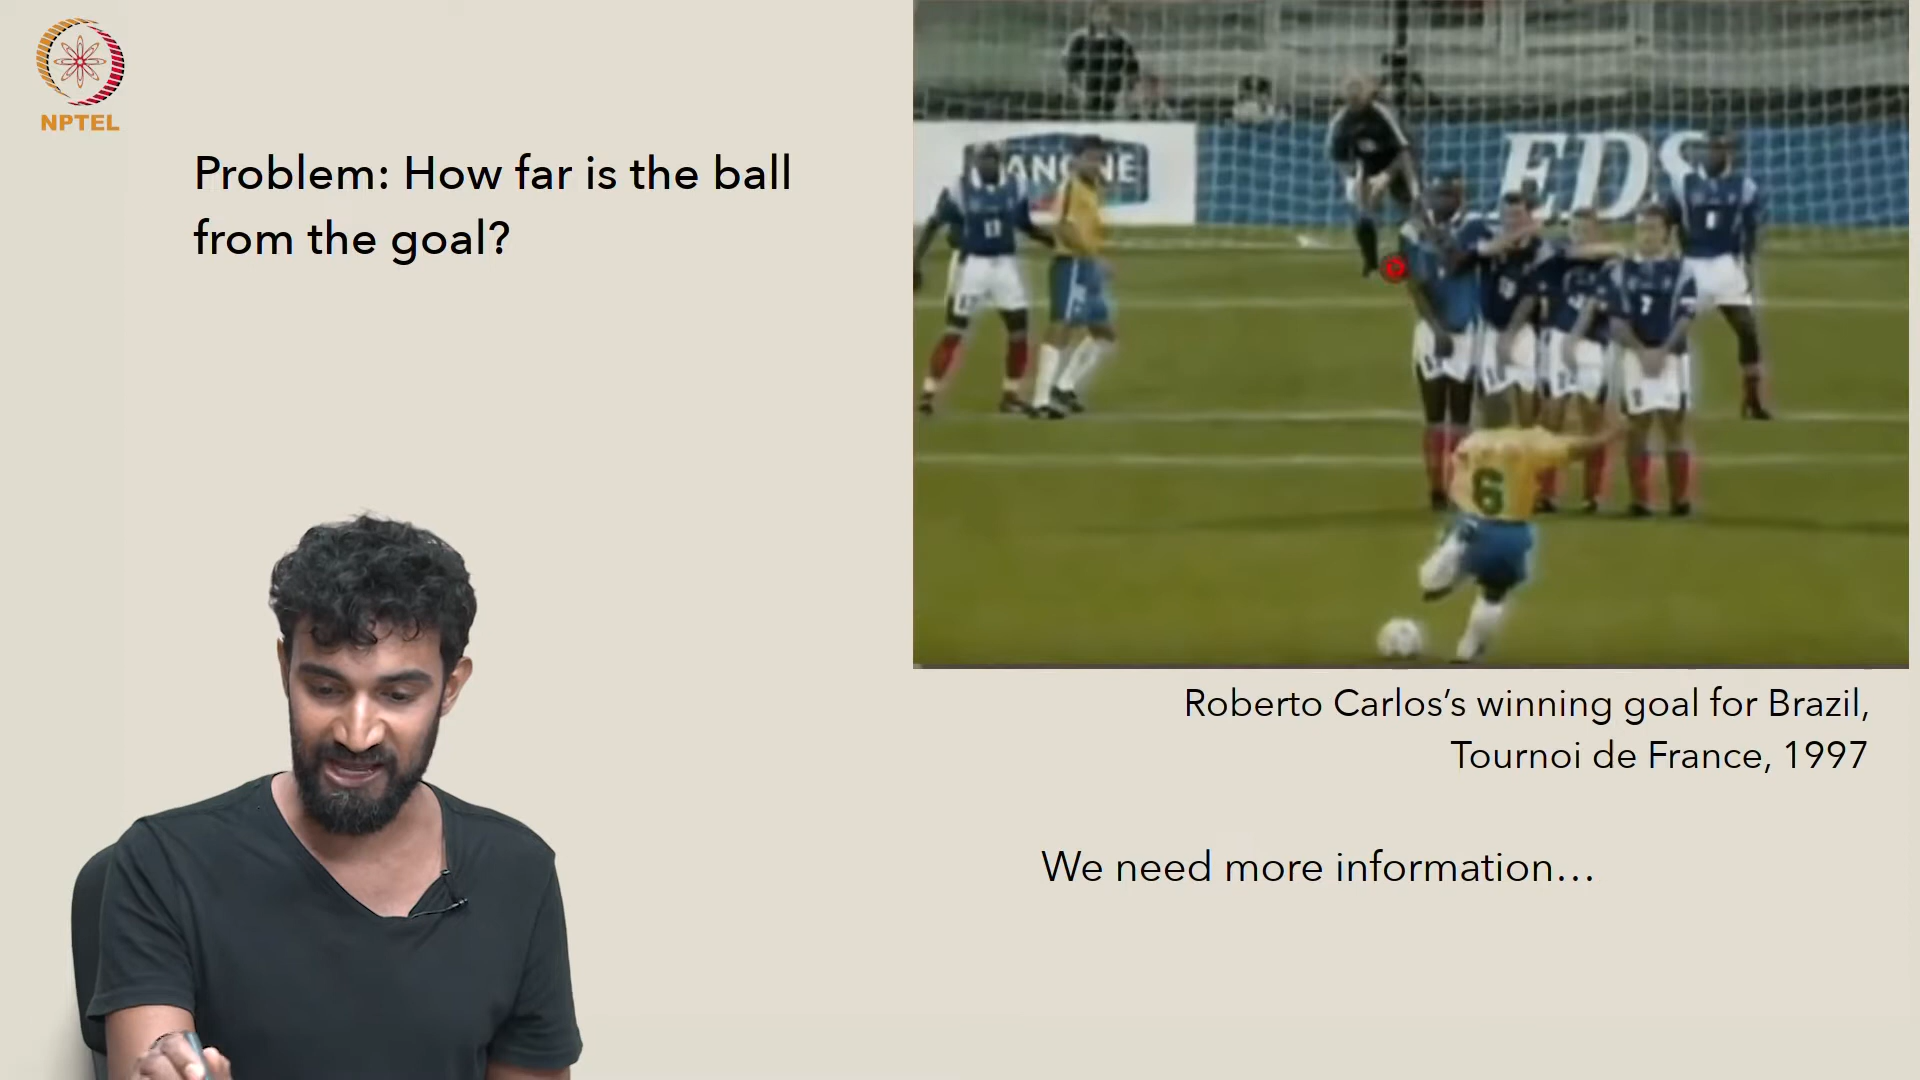 NPTEL
Problem: How far is the ball
from the goal?
EDS
6
Roberto Carlos's winning goal for Brazil,
Tournoi de France, 1997
We need more information...